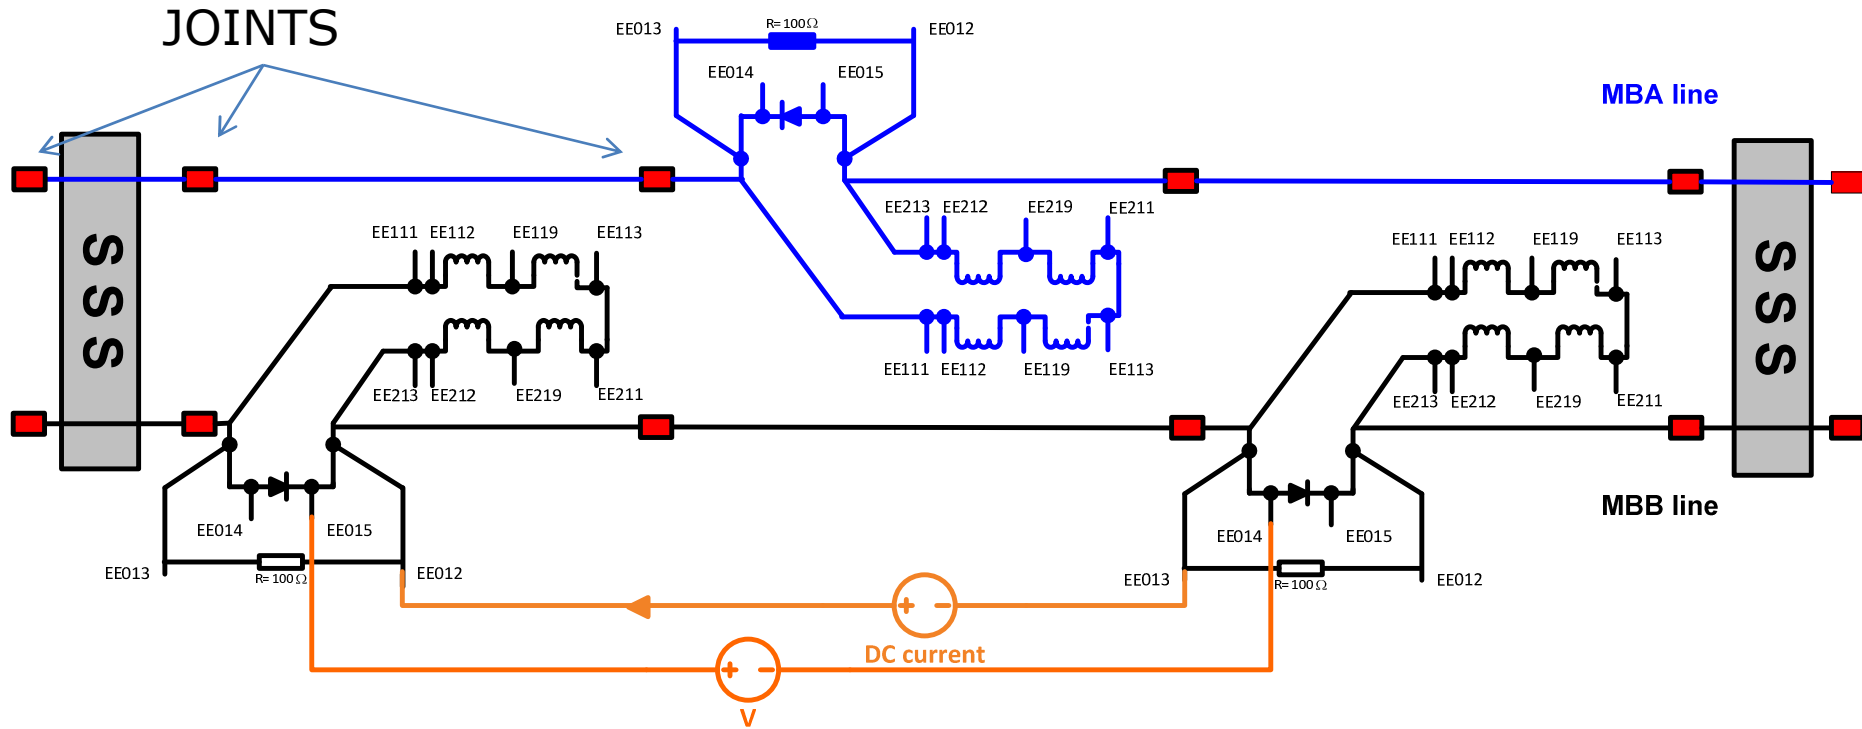 JOINTS
EE013
R=100Ω
EE012
EE014
EE015
MBA line
SSS
EE111
EE112
EE119
EE113
EE213
EE212
EE219
EE211
EE213
EE212
EE219
EE211
EE111
EE112
EE119
EE113
EE111
EE112
EE119
EE113
EE213
EE212
EE219
EE211
SSS
MBB line
EE014
EE015
EE013
R=100Ω
EE012
EE014
EE015
EE013
R=100Ω
EE012
+ −
DC current
+ −
V